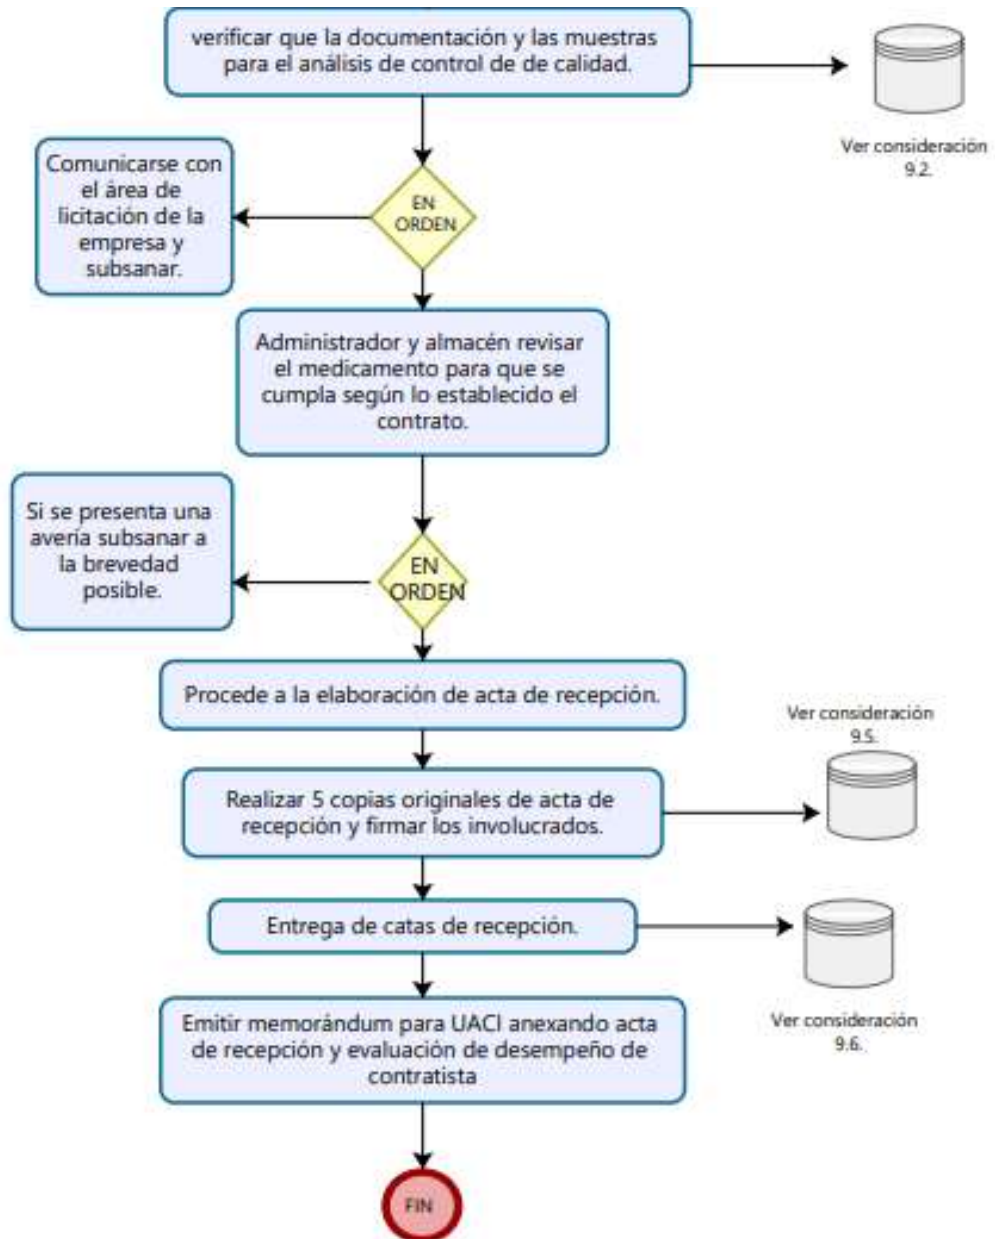 verificar que la documentación y las muestras
para el análisis de control de de calidad.
Ver consideración
9.2.
Comunicarse con
el área de
licitación de la
empresa y
subsanar.
EN
ORDEN
Administrador y almacén revisar
el medicamento para que se
cumpla según lo establecido el
contrato.
Si se presenta una
avería subsanar a
la brevedad
posible.
EN
ORDEN
Procede a la elaboración de acta de recepción.
Ver consideración
9.5.
Realizar 5 copias originales de acta de
recepción y firmar los involucrados.
Entrega de catas de recepción.
Ver consideración
9.6.
Emitir memorándum para UACI anexando acta
de recepción y evaluación de desempeño de
contratista
FIN